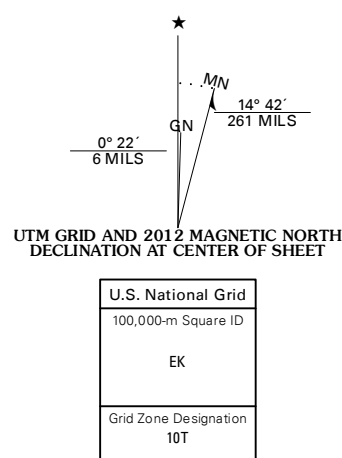 ★
MN
14° 42´
261 MILS
GN
0° 22´
6 MILS
UTM GRID AND 2012 MAGNETIC NORTH
DECLINATION AT CENTER OF SHEET
U.S. National Grid
100,000-m Square ID
EK
Grid Zone Designation
10T